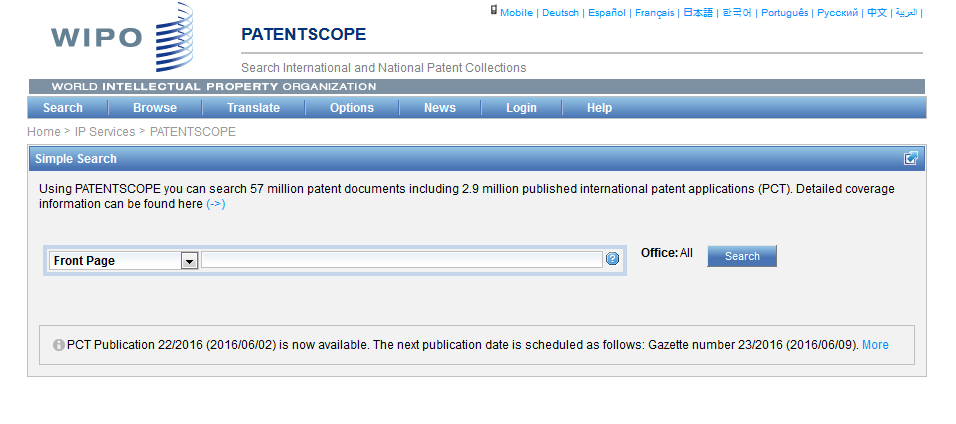 WIPO
Mobile | Deutsch | Español | Français | 日本語 | 한국어 | Português | Русский | 中文 | العربية |
PATENTSCOPE
Search International and National Patent Collections
WORLD INTELLECTUAL PROPERTY ORGANIZATION
Search Browse Translate Options News Login Help
Home > IP Services > PATENTSCOPE
Simple Search
Using PATENTSCOPE you can search 57 million patent documents including 2.9 million published international patent applications (PCT). Detailed coverage
information can be found here (->)
Front Page ? Office: All Search
PCT Publication 22/2016 (2016/06/02) is now available. The next publication date is scheduled as follows: Gazette number 23/2016 (2016/06/09). More